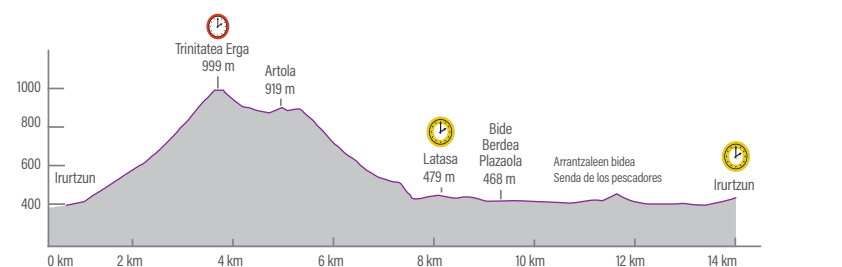 Trinitatea Erga
999 m
Artola
919 m
1000
800
600
400
Irurtzun
Latasa
479 m
Bide
Berdea
Plazaola
468 m
Arrantzaleen bidea
Senda de los pescadores
Irurtzun
0 km
2 km
4 km
6 km
8 km
10 km
12 km
14 km